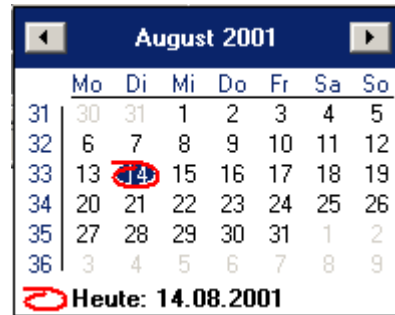 August 2001
Mo Di Mi Do Fr Sa So
31 30 31 1 2 3 4 5
32 6 7 8 9 10 11 12
33 13 14 15 16 17 18 19
34 20 21 22 23 24 25 26
35 27 28 29 30 31 1 2
36 3 4 5 6 7 8 9
Heute: 14.08.2001